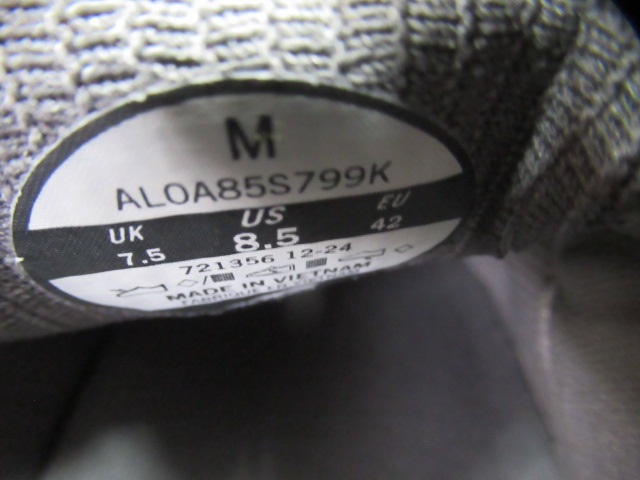 M
AL0A85S799K
UK US EU
7.5 8.5 42
721356 12-24
MADE IN VIETNAM